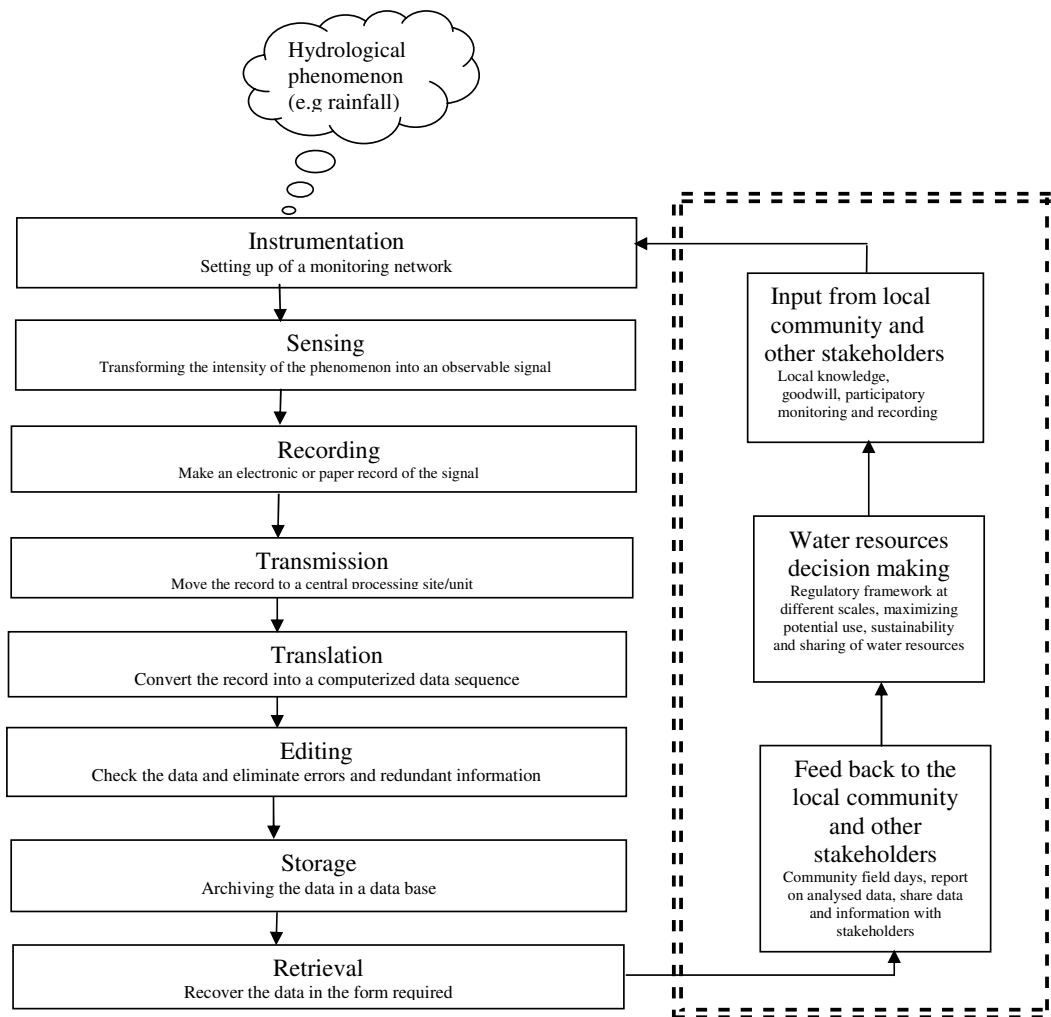 Hydrological
phenomenon
(e.g rainfall)
Instrumentation
Setting up of a monitoring network
Sensing
Transforming the intensity of the phenomenon into an observable signal
Recording
Make an electronic or paper record of the signal
Transmission
Move the record to a central processing site/unit
Translation
Convert the record into a computerized data sequence
Editing
Check the data and eliminate errors and redundant information
Storage
Archiving the data in a data base
Retrieval
Recover the data in the form required
Input from local
community and
other stakeholders
Local knowledge,
goodwill, participatory
monitoring and recording
Water resources
decision making
Regulatory framework at
different scales, maximizing
potential use, sustainability
and sharing of water resources
Feed back to the
local community
and other
stakeholders
Community field days, report
on analysed data, share data
and information with
stakeholders